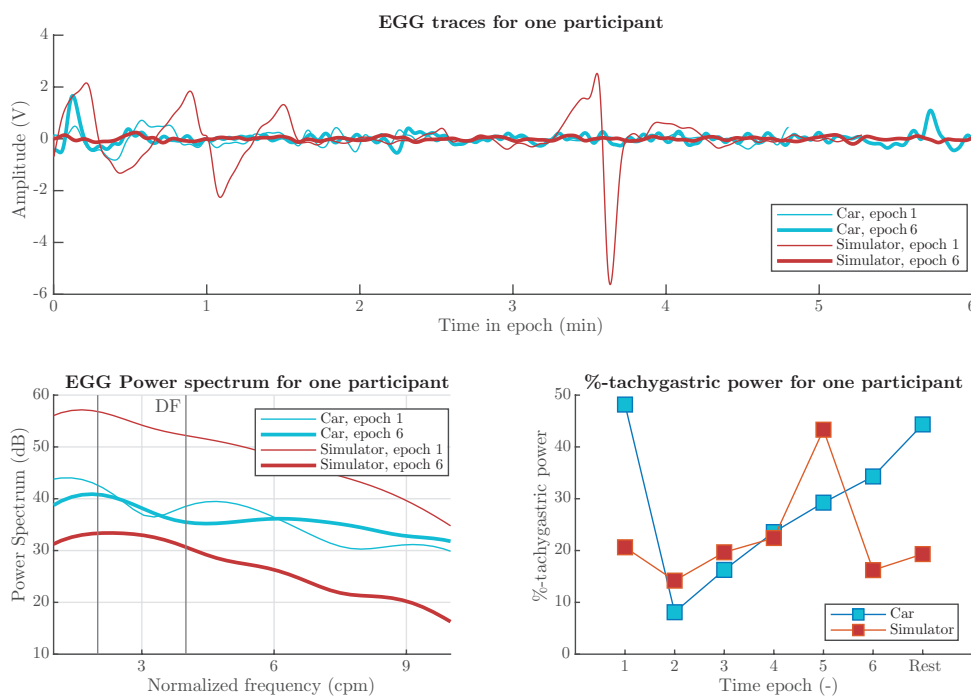 EGG traces for one participant
4
2
0
-2
-4
-6
Amplitude (V)
Car, epoch 1
Car, epoch 6
Simulator, epoch 1
Simulator, epoch 6
0 1 2 3 4 5 6
Time in epoch (min)
EGG Power spectrum for one participant
60
50
40
30
20
10
Power Spectrum (dB)
DF
Car, epoch 1
Car, epoch 6
Simulator, epoch 1
Simulator, epoch 6
3 6 9
Normalized frequency (cpm)
%-tachygastric power for one participant
50
40
30
20
10
0
%-tachygastric power
Car
Simulator
1 2 3 4 5 6 Rest
Time epoch (-)